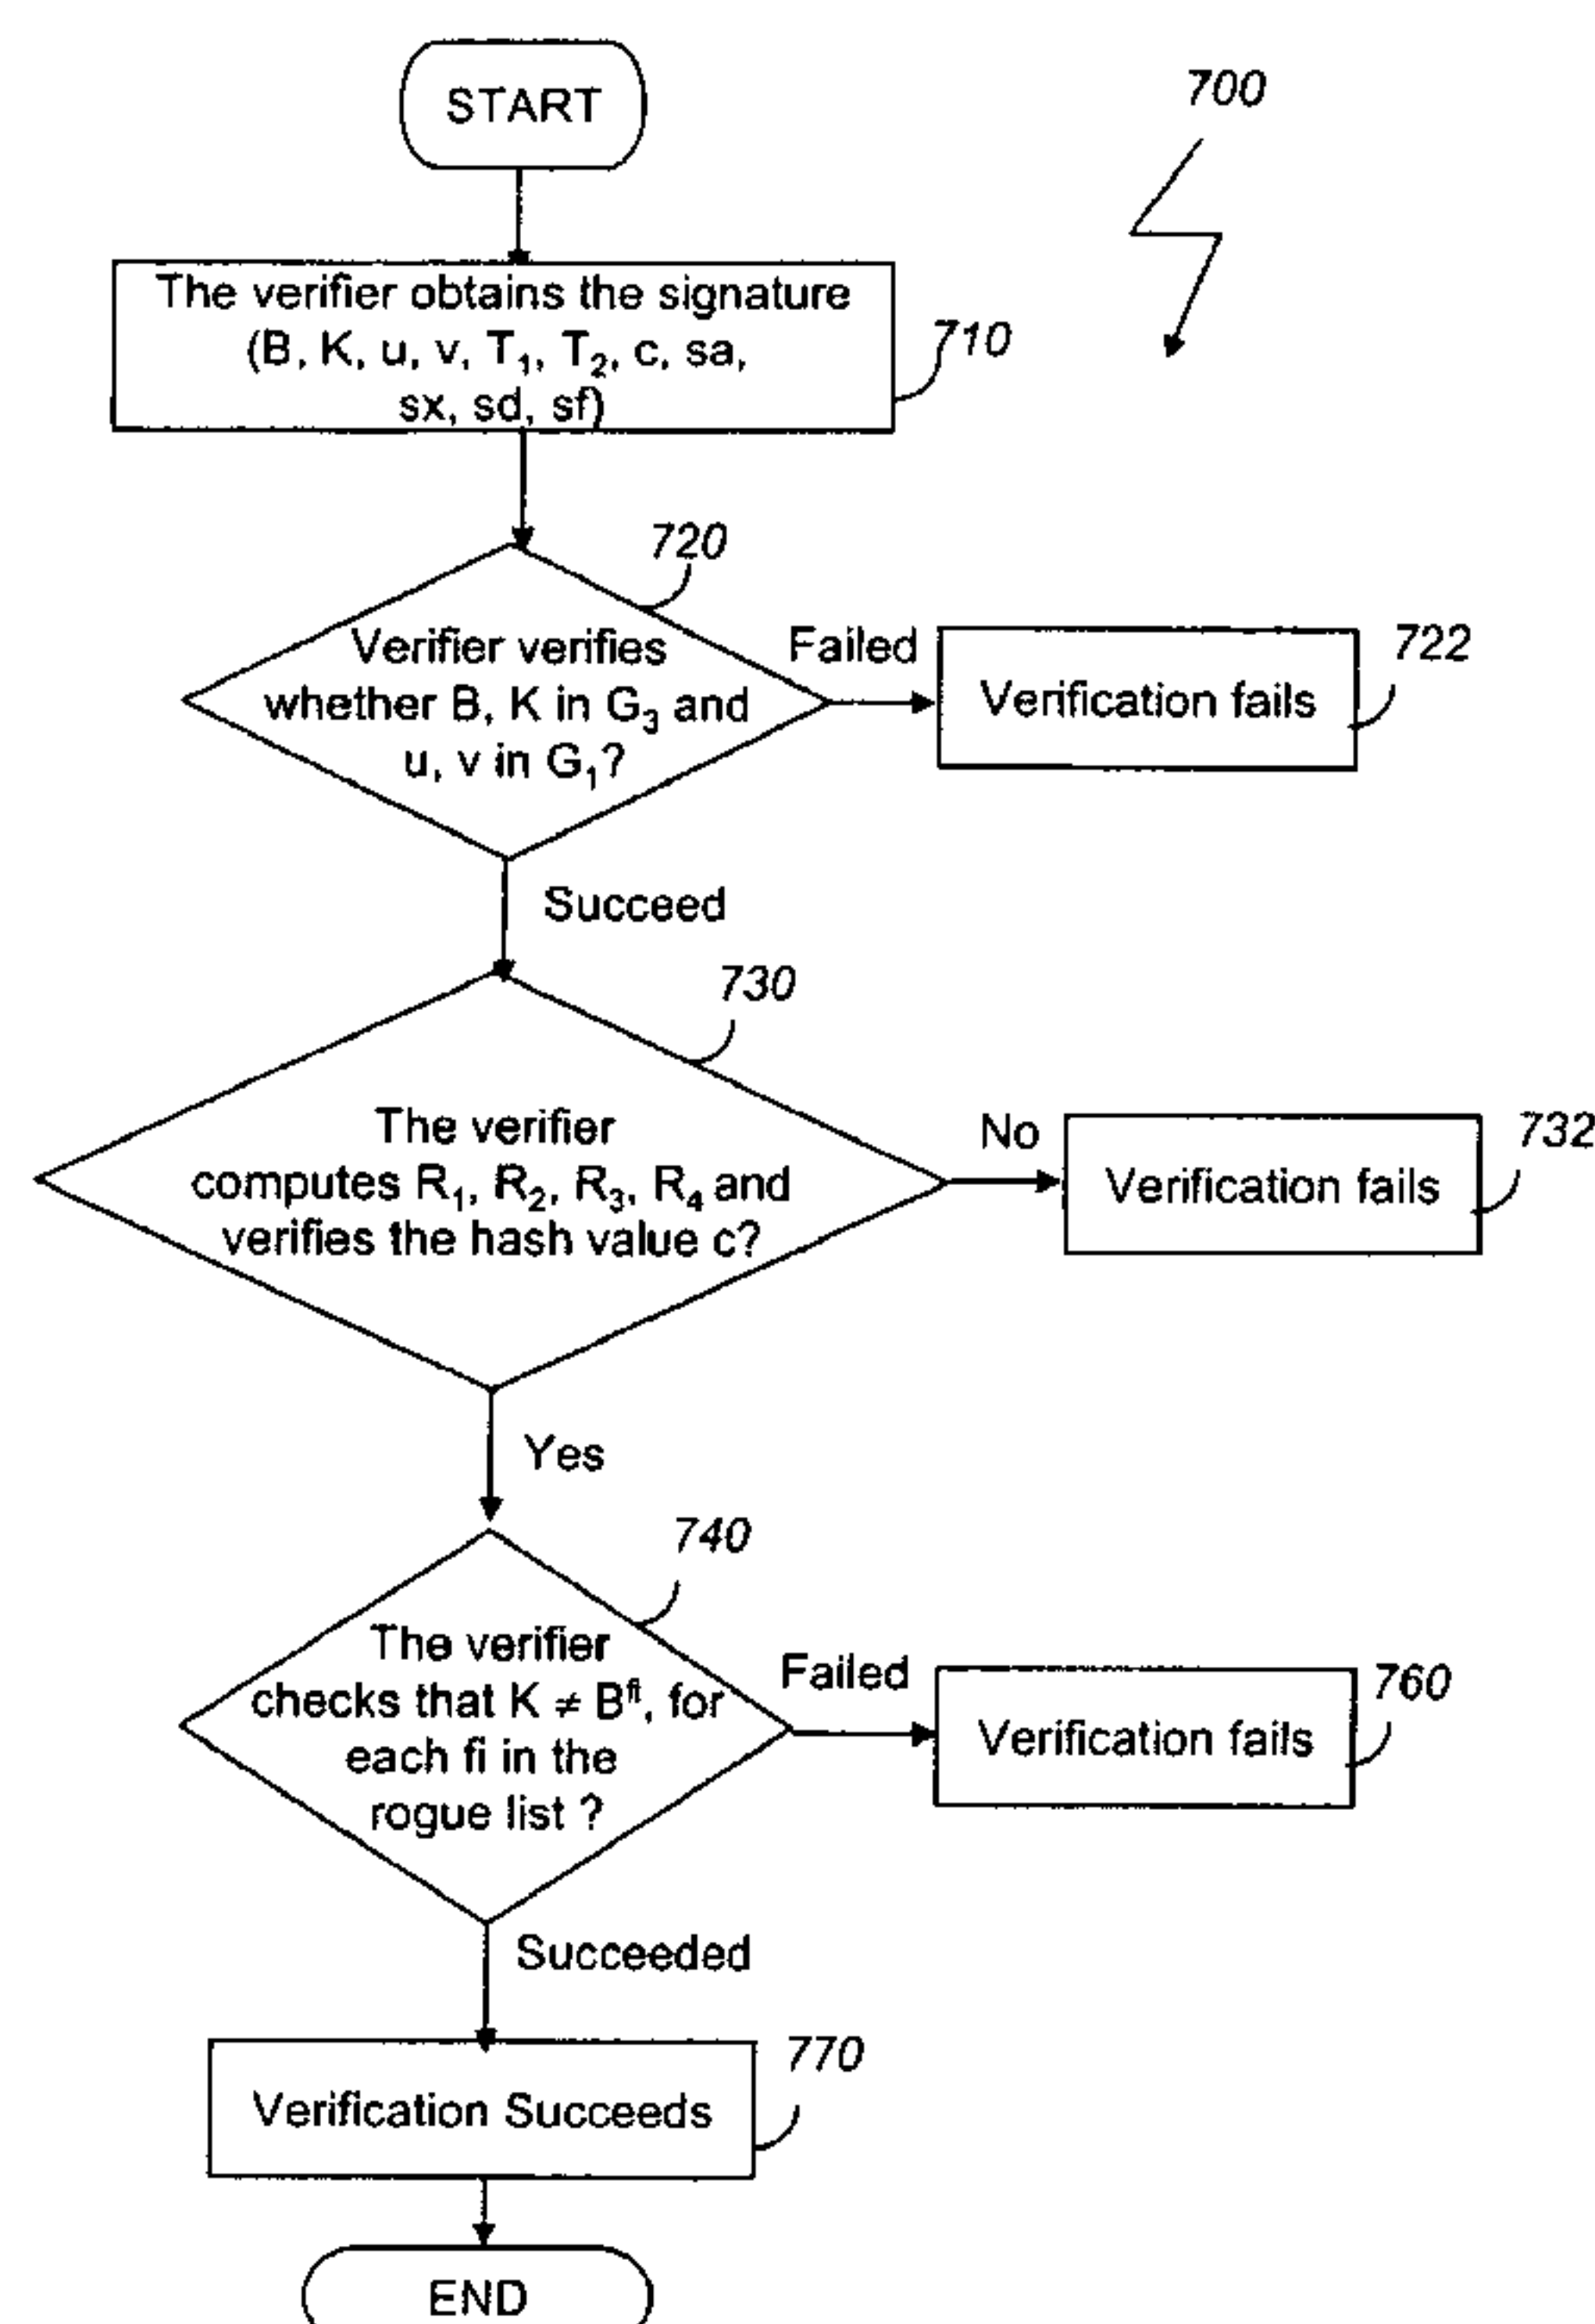 START
700
The verifier obtains the signature
(B, K, u, v, T₁, T₂, c, sa,
sx, sd, sf)
710
720
Verifier verifies
whether B, K in G₃ and
u, v in G₁?
Failed
Verification fails
722
Succeed
730
The verifier
computes R₁, R₂, R₃, R₄ and
verifies the hash value c?
No
Verification fails
732
Yes
740
The verifier
checks that K ≠ Bᶠⁱ, for
each fi in the
rogue list ?
Failed
Verification fails
760
Succeeded
Verification Succeeds
770
END